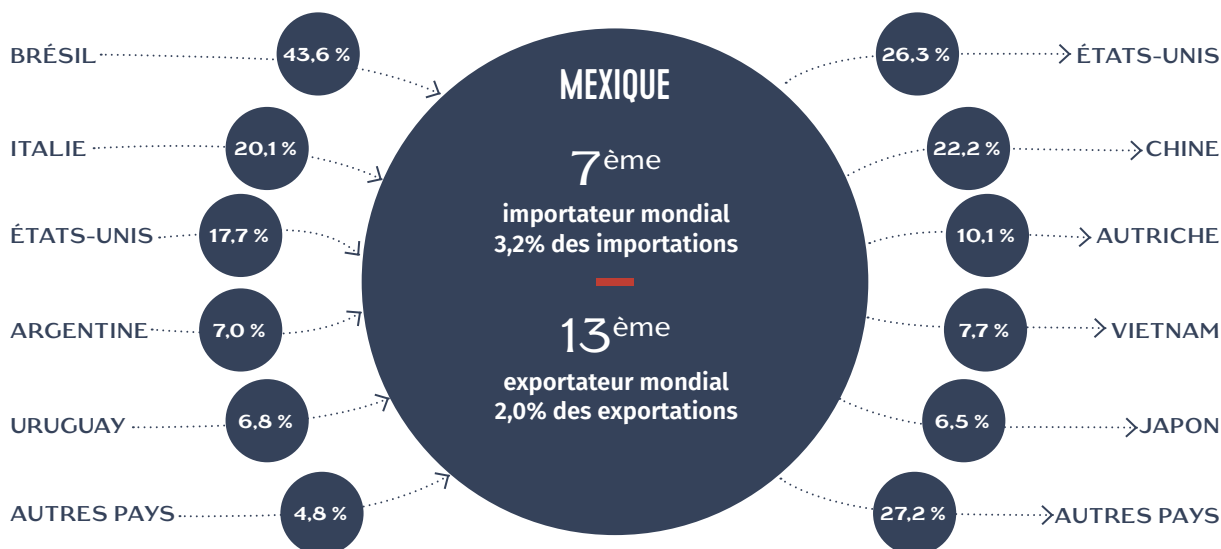 BRÉSIL
43,6 %
ITALIE
20,1 %
ÉTATS-UNIS
17,7 %
ARGENTINE
7,0 %
URUGUAY
6,8 %
AUTRES PAYS
4,8 %
MEXIQUE
7ème
importateur mondial
3,2% des importations
13ème
exportateur mondial
2,0% des exportations
26,3 %
ÉTATS-UNIS
22,2 %
CHINE
10,1 %
AUTRICHE
7,7 %
VIETNAM
6,5 %
JAPON
27,2 %
AUTRES PAYS